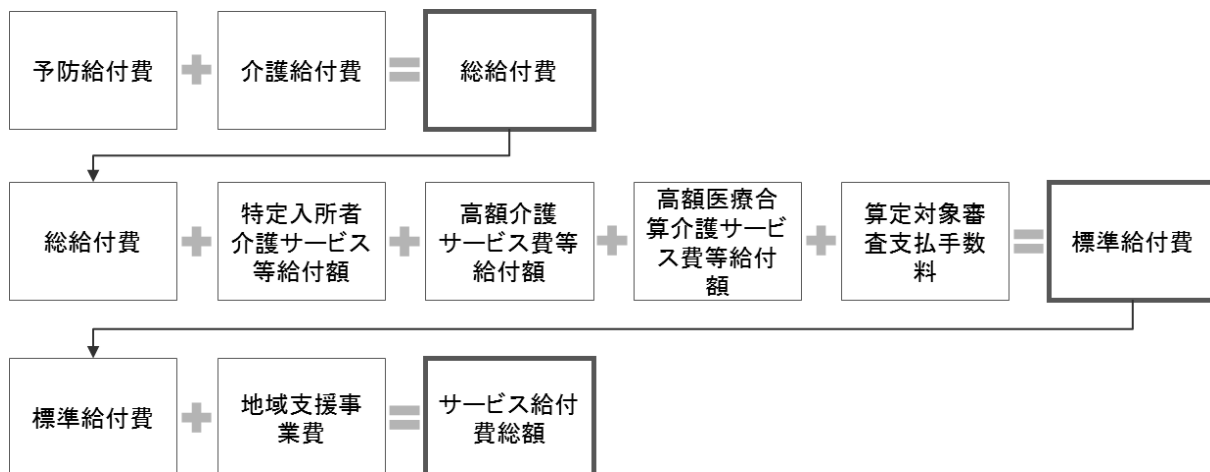 予防給付費
介護給付費
総給付費
総給付費
特定入所者
介護サービス
等給付額
高額介護
サービス費等
給付額
高額医療合
算介護サービ
ス費等給付
額
算定対象審
査支払手数
料
標準給付費
標準給付費
地域支援事
業費
サービス給付
費総額